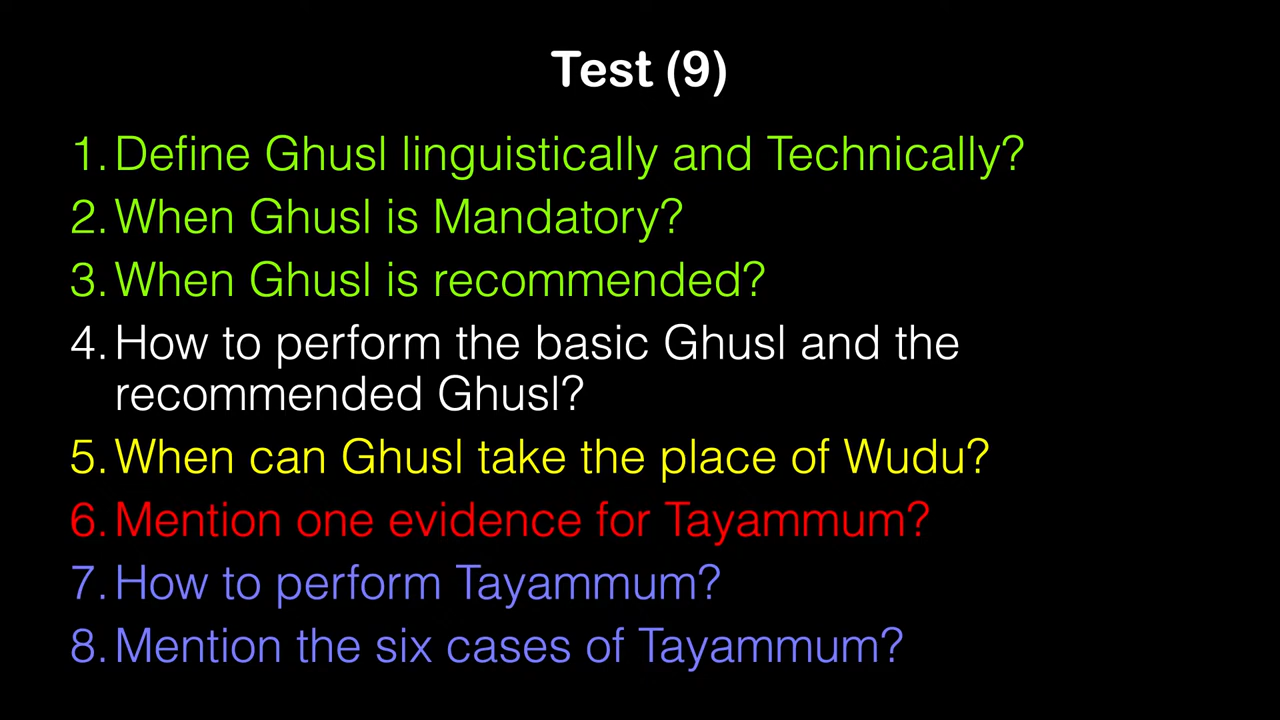 Test (9)
1. Define Ghusl linguistically and Technically?
2. When Ghusl is Mandatory?
3. When Ghusl is recommended?
4. How to perform the basic Ghusl and the
recommended Ghusl?
5. When can Ghusl take the place of Wudu?
6. Mention one evidence for Tayammum?
7. How to perform Tayammum?
8. Mention the six cases of Tayammum?